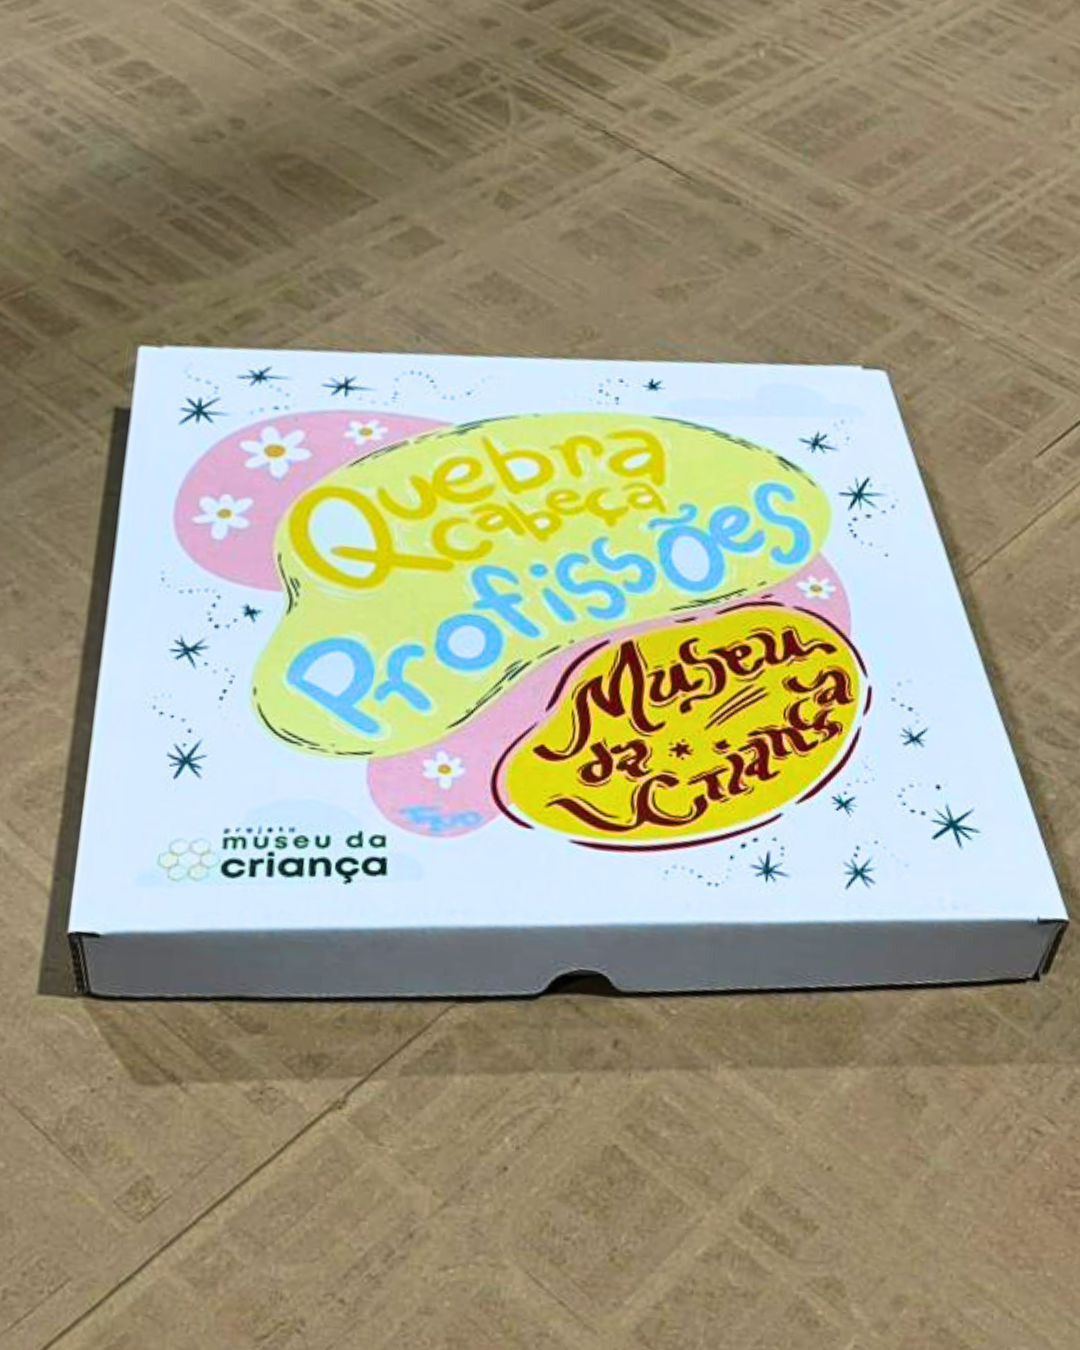 Quebra
cabeça
Profissões
Museu
da
Criança
projeto
museu da
criança